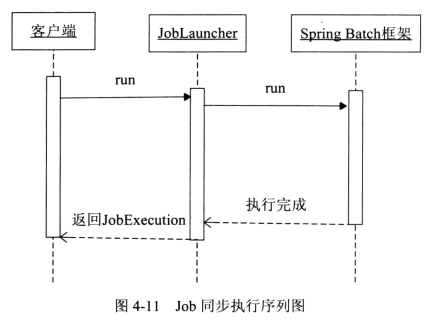 客户端
JobLauncher
Spring Batch框架
run
run
执行完成
返回JobExecution
图 4-11 Job 同步执行序列图